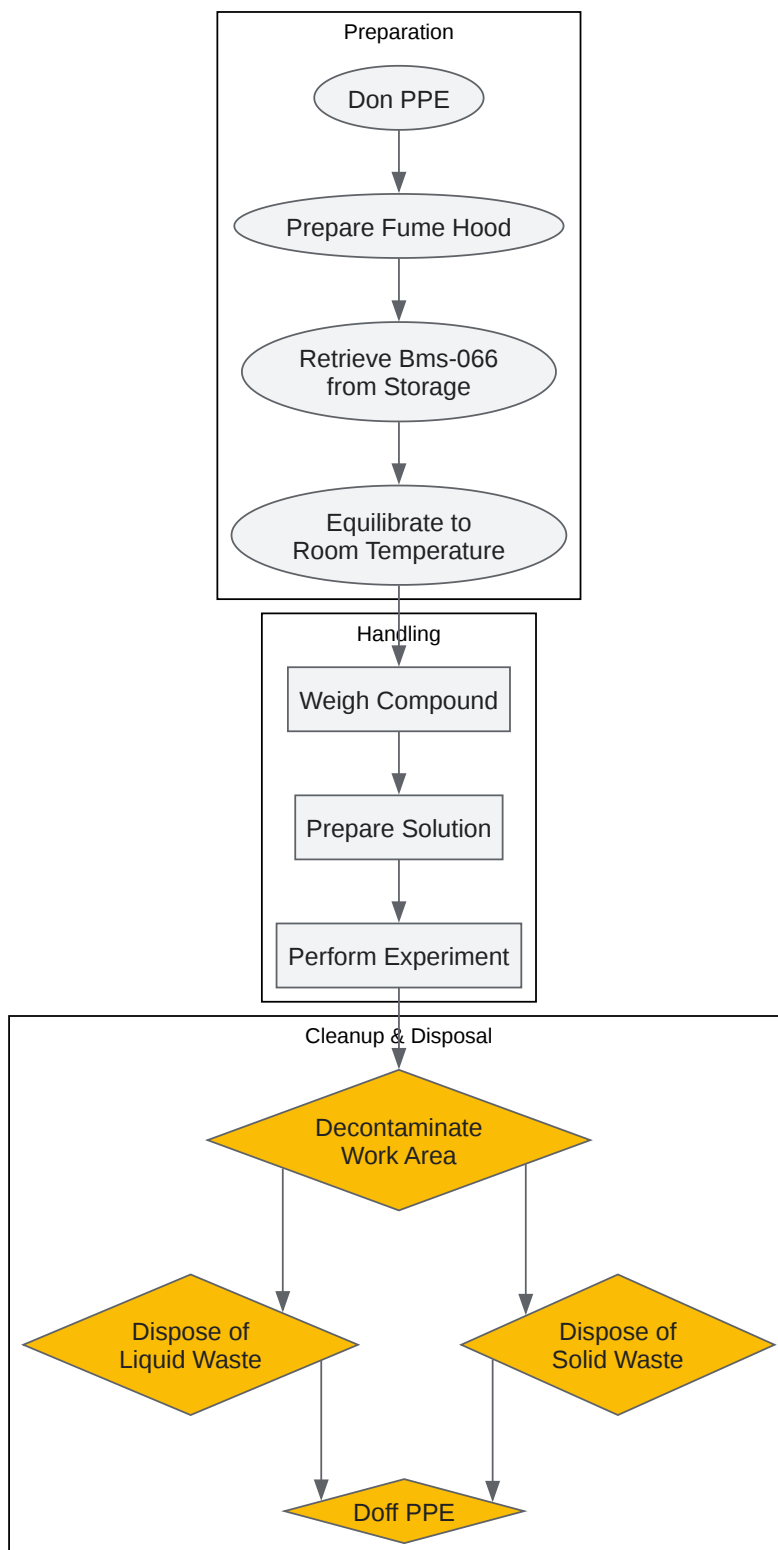 Preparation
Don PPE
Prepare Fume Hood
Retrieve Bms-066
from Storage
Equilibrate to
Room Temperature
Handling
Weigh Compound
Prepare Solution
Perform Experiment
Cleanup & Disposal
Decontaminate
Work Area
Dispose of
Liquid Waste
Dispose of
Solid Waste
Doff PPE